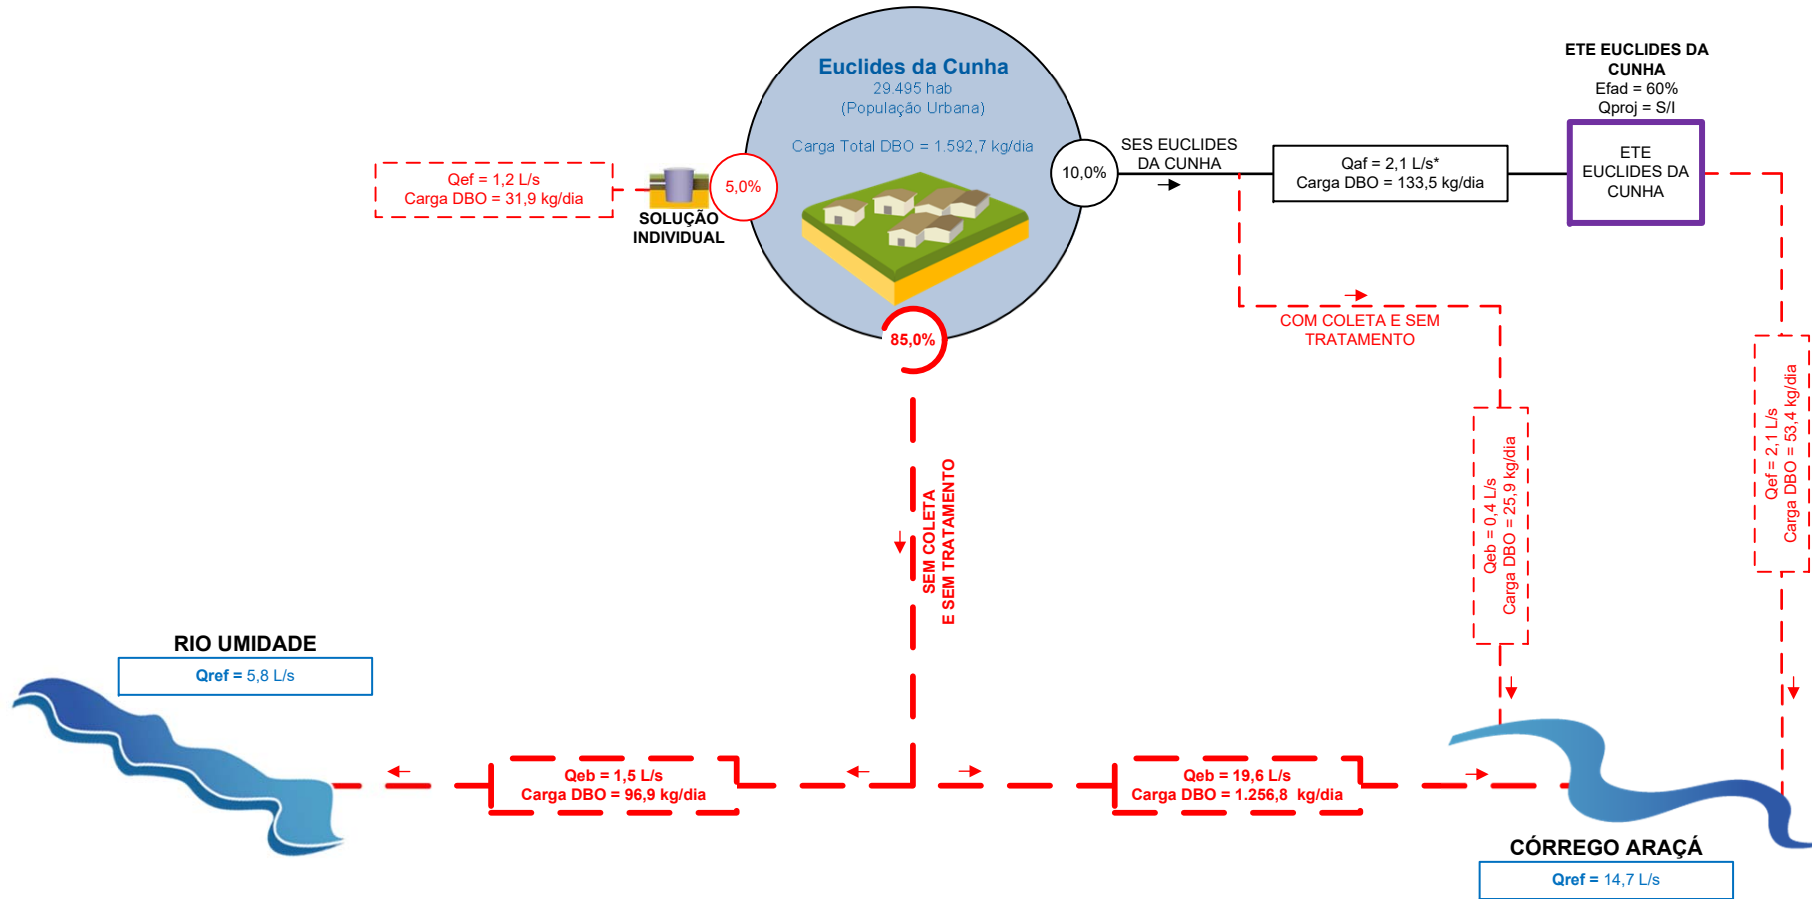 Euclides da Cunha
29.495 hab
(População Urbana)
Carga Total DBO = 1.592,7 kg/dia
ETE EUCLIDES DA
CUNHA
Efad = 60%
Qproj = S/I
ETE
EUCLIDES DA
CUNHA
SES EUCLIDES
DA CUNHA
10,0%
Qaf = 2,1 L/s*
Carga DBO = 133,5 kg/dia
Qef = 1,2 L/s
Carga DBO = 31,9 kg/dia
5,0%
SOLUÇÃO
INDIVIDUAL
85,0%
COM COLETA E SEM
TRATAMENTO
Qeb = 0,4 L/s
Carga DBO = 25,9 kg/dia
Qef = 2,1 L/s
Carga DBO = 53,4 kg/dia
SEM COLETA
E SEM TRATAMENTO
RIO UMIDADE
Qref = 5,8 L/s
Qeb = 1,5 L/s
Carga DBO = 96,9 kg/dia
Qeb = 19,6 L/s
Carga DBO = 1.256,8 kg/dia
CÓRREGO ARAÇÁ
Qref = 14,7 L/s